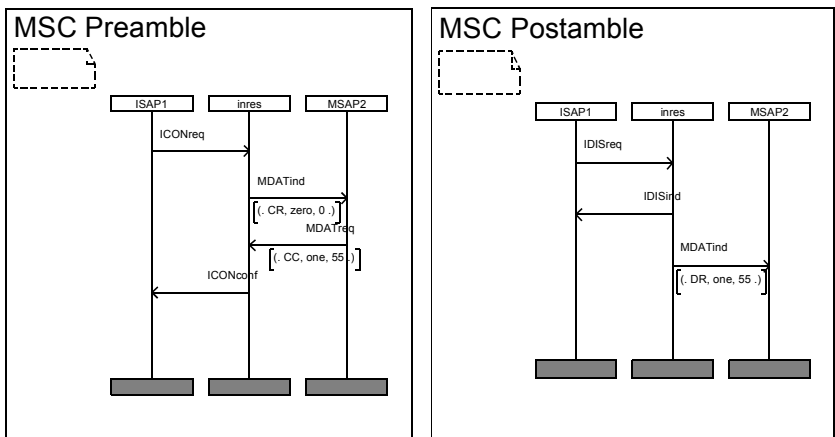 MSC Preamble
ISAP1 inres MSAP2
ICONreq
MDATind
(. CR, zero, 0 .)
MDATreq
(. CC, one, 55 .)
ICONconf
MSC Postamble
ISAP1 inres MSAP2
IDISreq
IDISind
MDATind
(. DR, one, 55 .)